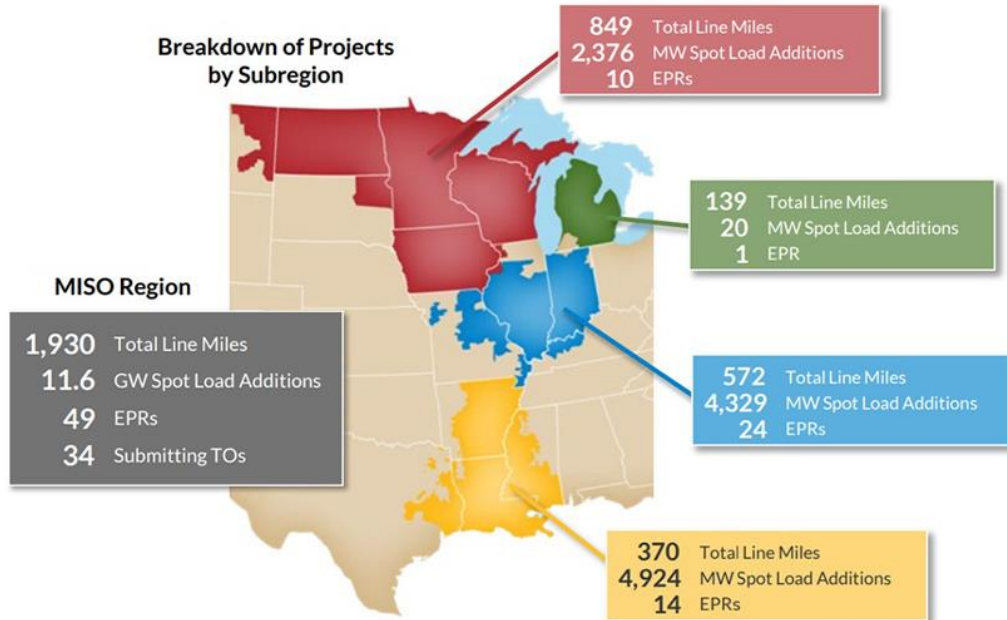 Breakdown of Projects
by Subregion
849 Total Line Miles
2,376 MW Spot Load Additions
10 EPRs
139 Total Line Miles
20 MW Spot Load Additions
1 EPR
MISO Region
1,930 Total Line Miles
11.6 GW Spot Load Additions
49 EPRs
34 Submitting TOs
572 Total Line Miles
4,329 MW Spot Load Additions
24 EPRs
370 Total Line Miles
4,924 MW Spot Load Additions
14 EPRs